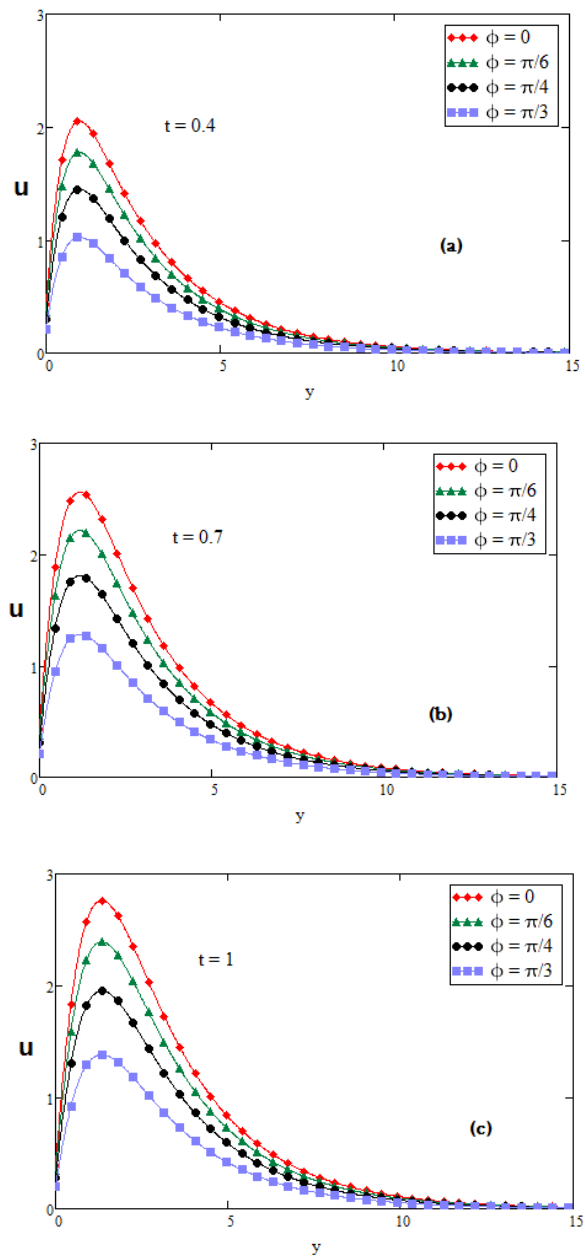 3
ϕ = 0
ϕ = π/6
ϕ = π/4
ϕ = π/3
t = 0.4
2
u
1
(a)
0
0 5 10 15
y
3
ϕ = 0
ϕ = π/6
ϕ = π/4
ϕ = π/3
t = 0.7
2
u
1
(b)
0
0 5 10 15
y
3
ϕ = 0
ϕ = π/6
ϕ = π/4
ϕ = π/3
t = 1
2
u
1
(c)
0
0 5 10 15
y